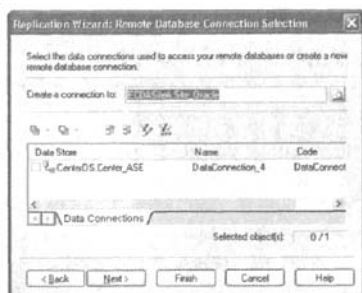 Replication Wizard: Remote Database Connection Selection
Select the data connections used to access your remote databases or create a new
remote database connection.
Create a connection to:
Data Store Name Code
CenterDS.Center_ASE DataConnection_4 DataConnect
Data Connections
Selected object(s): 0 / 1
< Back Next > Finish Cancel Help